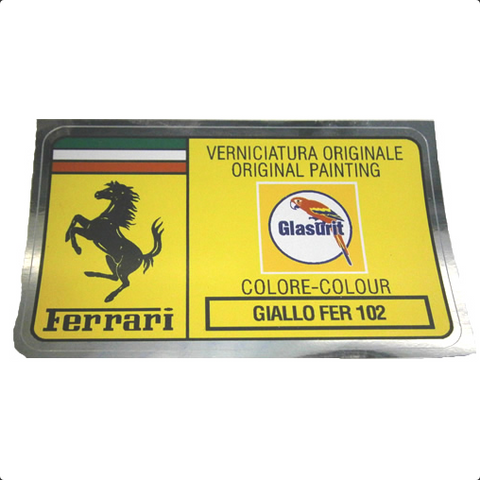 Ferrari
VERNICIATURA ORIGINALE
ORIGINAL PAINTING
Glasurit
COLORE-COLOUR
GIALLO FER 102